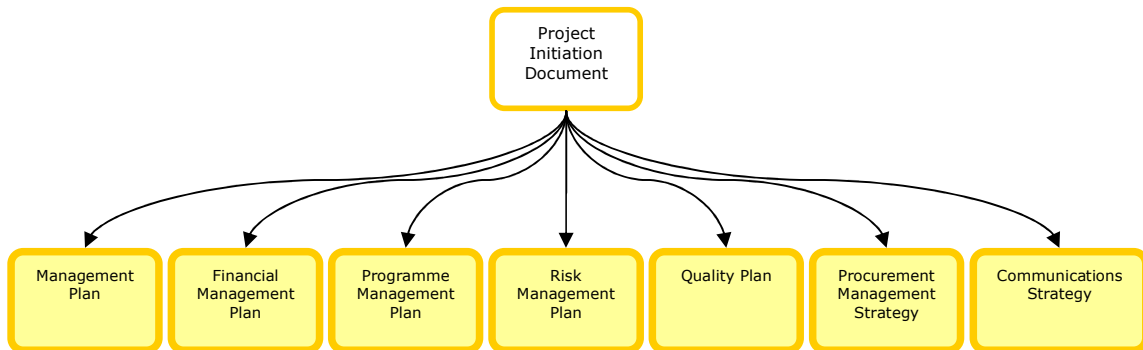 Project
Initiation
Document
Management
Plan
Financial
Management
Plan
Programme
Management
Plan
Risk
Management
Plan
Quality Plan
Procurement
Management
Strategy
Communications
Strategy